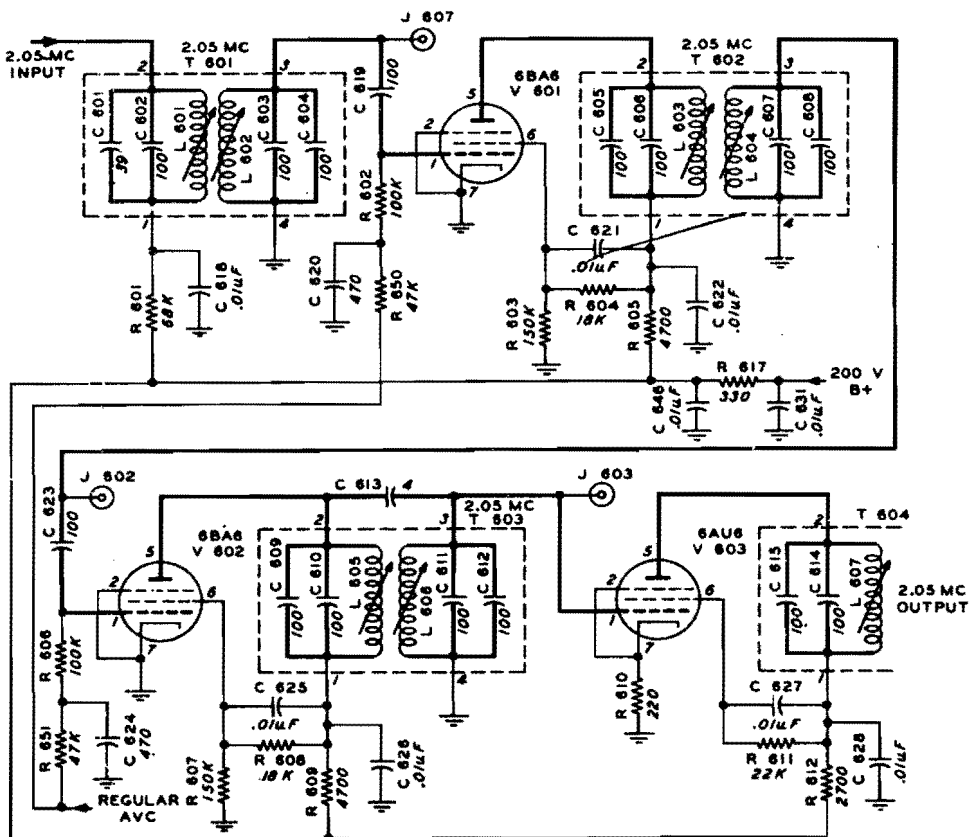 J 607
2.05 MC
INPUT
2.05 MC
T 601
2
3
C 601
39
C 602
100
L 601
L 602
C 603
100
C 604
100
1
4
C 619
100
R 602
100K
C 620
470
R 650
47K
R 601
68K
C 618
.01uF
6BA6
V 601
5
2
1
6
7
2.05 MC
T 602
2
3
C 605
100
C 606
100
L 603
L 604
C 607
100
C 608
100
1
4
C 621
.01uF
R 603
150K
R 604
18K
R 605
4700
C 622
.01uF
R 617
330
200 V
B+
C 646
.01uF
C 631
.01uF
J 602
C 623
100
6BA6
V 602
5
2
1
6
7
R 606
100K
R 651
47K
C 624
470
REGULAR
AVC
C 613
4
2.05 MC
T 603
2
3
C 609
100
C 610
100
L 605
L 606
C 611
100
C 612
100
1
4
C 625
.01uF
R 607
150K
R 608
.18K
R 609
4700
C 626
.01uF
J 603
6AU6
V 603
5
2
1
6
7
R 610
220
T 604
2
C 615
100
C 614
100
L 607
2.05 MC
OUTPUT
1
C 627
.01uF
R 611
22K
R 612
2700
C 628
.01uF